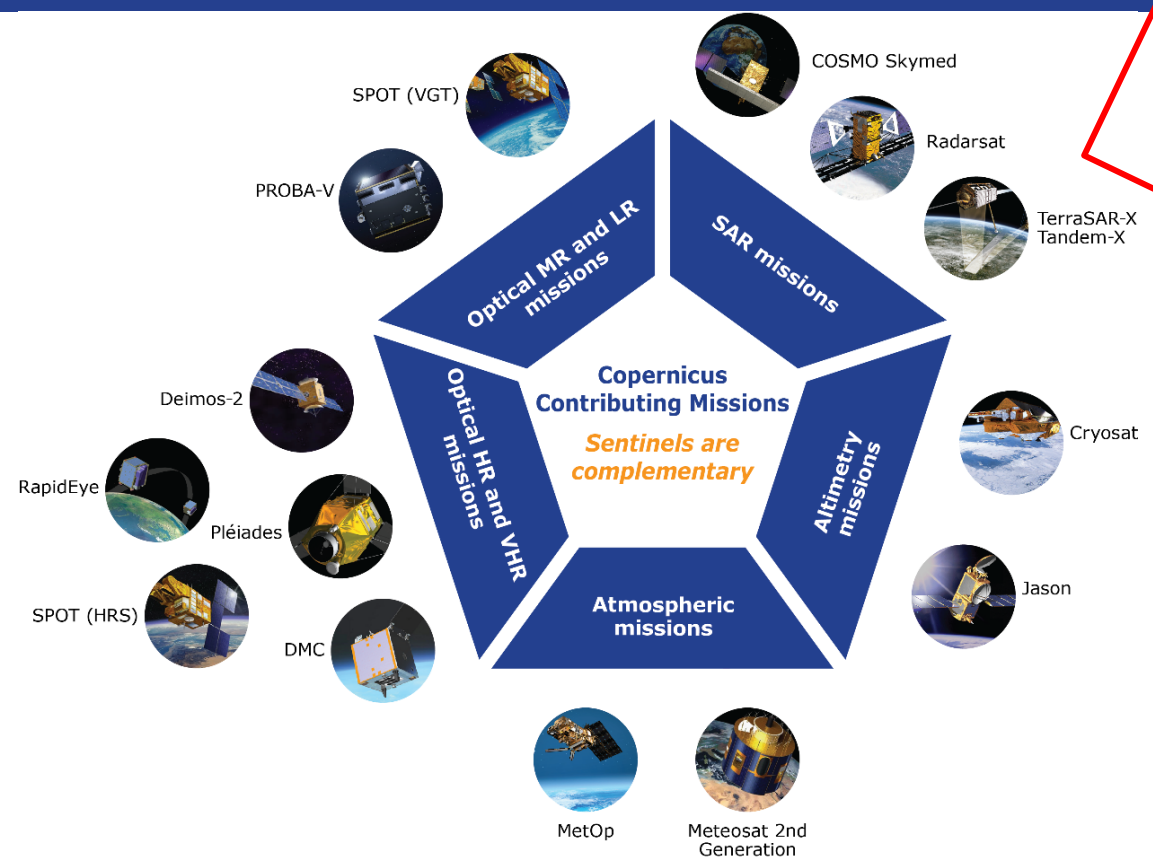 COSMO Skymed
SPOT (VGT)
Radarsat
PROBA-V
TerraSAR-X
Tandem-X
Optical MR and LR
missions
SAR missions
Copernicus
Contributing Missions
Sentinels are
complementary
Deimos-2
RapidEye
Pléiades
SPOT (HRS)
DMC
Optical HR and VHR
missions
Altimetry
missions
Cryosat
Jason
Atmospheric
missions
MetOp
Meteosat 2nd
Generation